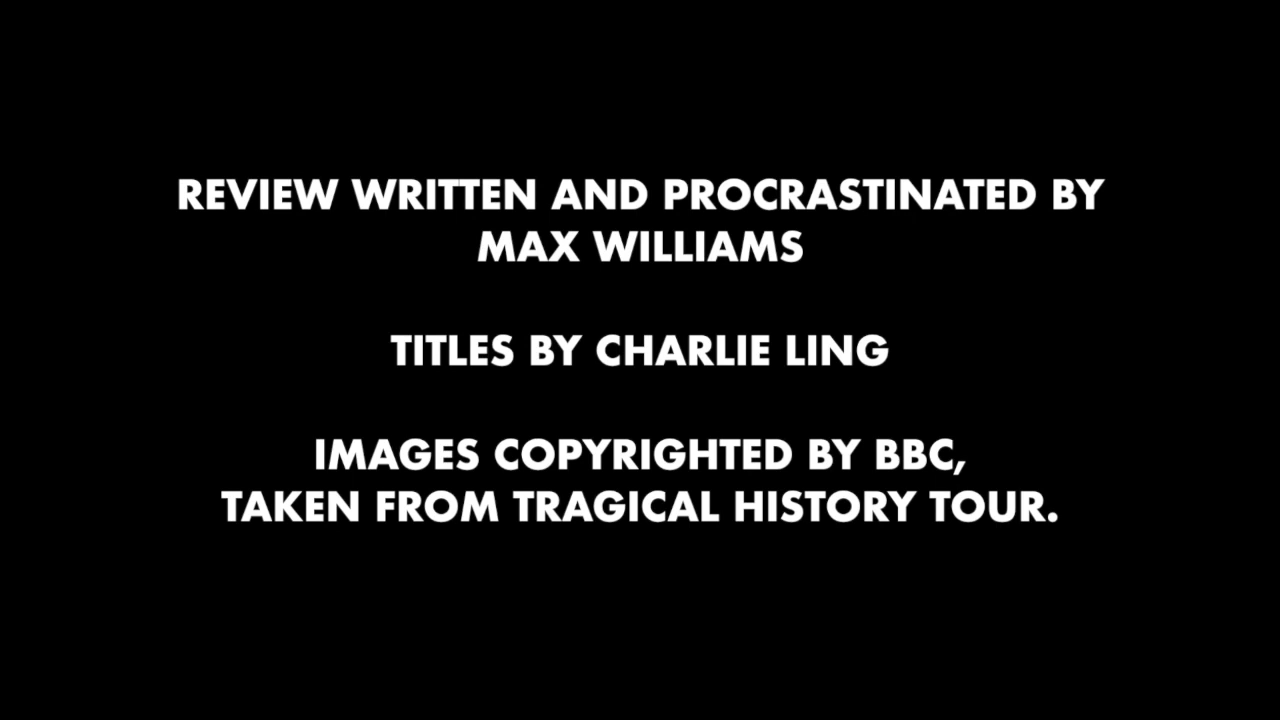 REVIEW WRITTEN AND PROCRASTINATED BY
MAX WILLIAMS
TITLES BY CHARLIE LING
IMAGES COPYRIGHTED BY BBC,
TAKEN FROM TRAGICAL HISTORY TOUR.